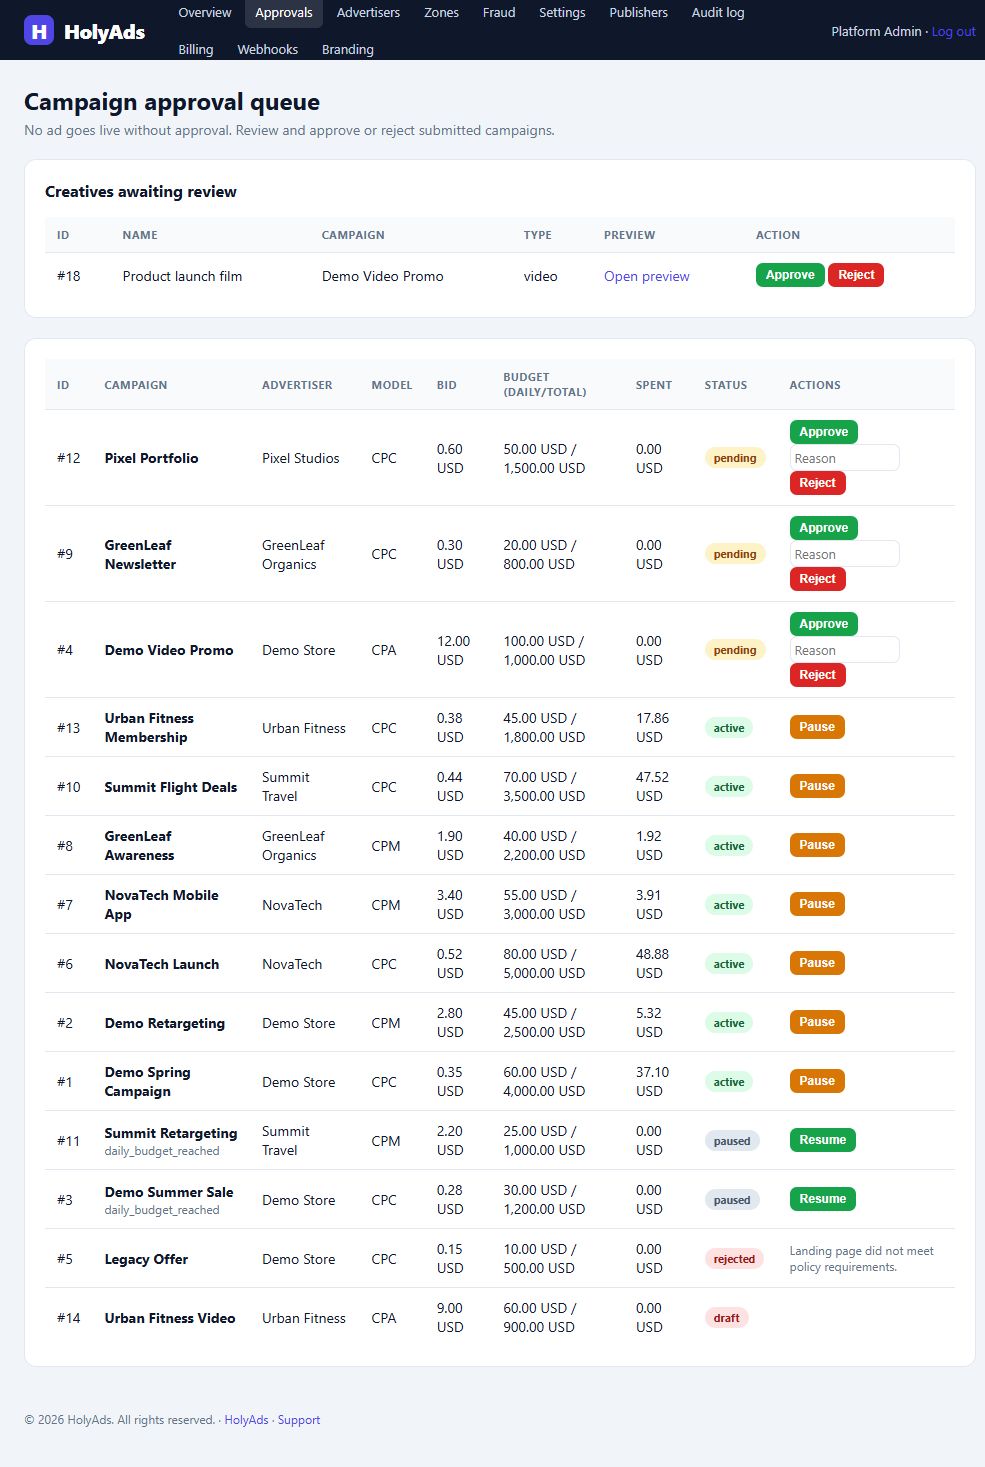 H HolyAds
Overview Approvals Advertisers Zones Fraud Settings Publishers Audit log
Billing Webhooks Branding
Platform Admin · Log out
Campaign approval queue
No ad goes live without approval. Review and approve or reject submitted campaigns.
Creatives awaiting review
ID NAME CAMPAIGN TYPE PREVIEW ACTION
#18 Product launch film Demo Video Promo video Open preview Approve Reject
ID CAMPAIGN ADVERTISER MODEL BID BUDGET (DAILY/TOTAL) SPENT STATUS ACTIONS
#12 Pixel Portfolio Pixel Studios CPC 0.60 USD 50.00 USD / 1,500.00 USD 0.00 USD pending Approve Reason Reject
#9 GreenLeaf Newsletter GreenLeaf Organics CPC 0.30 USD 20.00 USD / 800.00 USD 0.00 USD pending Approve Reason Reject
#4 Demo Video Promo Demo Store CPA 12.00 USD 100.00 USD / 1,000.00 USD 0.00 USD pending Approve Reason Reject
#13 Urban Fitness Membership Urban Fitness CPC 0.38 USD 45.00 USD / 1,800.00 USD 17.86 USD active Pause
#10 Summit Flight Deals Summit Travel CPC 0.44 USD 70.00 USD / 3,500.00 USD 47.52 USD active Pause
#8 GreenLeaf Awareness GreenLeaf Organics CPM 1.90 USD 40.00 USD / 2,200.00 USD 1.92 USD active Pause
#7 NovaTech Mobile App NovaTech CPM 3.40 USD 55.00 USD / 3,000.00 USD 3.91 USD active Pause
#6 NovaTech Launch NovaTech CPC 0.52 USD 80.00 USD / 5,000.00 USD 48.88 USD active Pause
#2 Demo Retargeting Demo Store CPM 2.80 USD 45.00 USD / 2,500.00 USD 5.32 USD active Pause
#1 Demo Spring Campaign Demo Store CPC 0.35 USD 60.00 USD / 4,000.00 USD 37.10 USD active Pause
#11 Summit Retargeting daily_budget_reached Summit Travel CPM 2.20 USD 25.00 USD / 1,000.00 USD 0.00 USD paused Resume
#3 Demo Summer Sale daily_budget_reached Demo Store CPC 0.28 USD 30.00 USD / 1,200.00 USD 0.00 USD paused Resume
#5 Legacy Offer Demo Store CPC 0.15 USD 10.00 USD / 500.00 USD 0.00 USD rejected Landing page did not meet policy requirements.
#14 Urban Fitness Video Urban Fitness CPA 9.00 USD 60.00 USD / 900.00 USD 0.00 USD draft
© 2026 HolyAds. All rights reserved. · HolyAds · Support